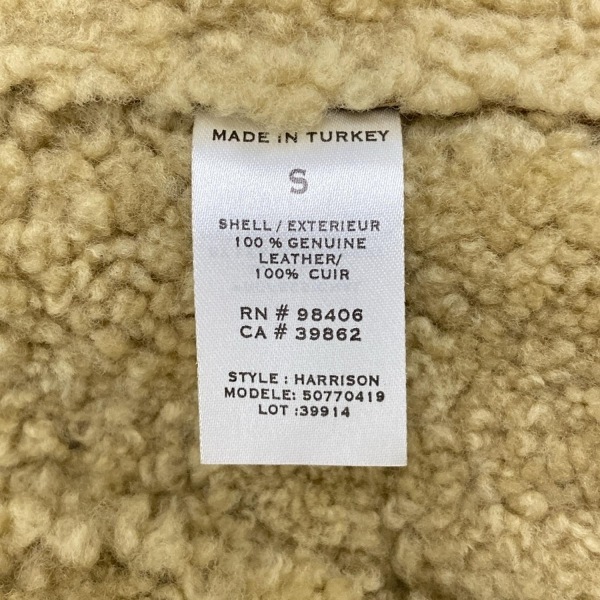 MADE IN TURKEY
S
SHELL / EXTERIEUR
100 % GENUINE
LEATHER/
100% CUIR
RN # 98406
CA # 39862
STYLE : HARRISON
MODELE: 50770419
LOT :39914